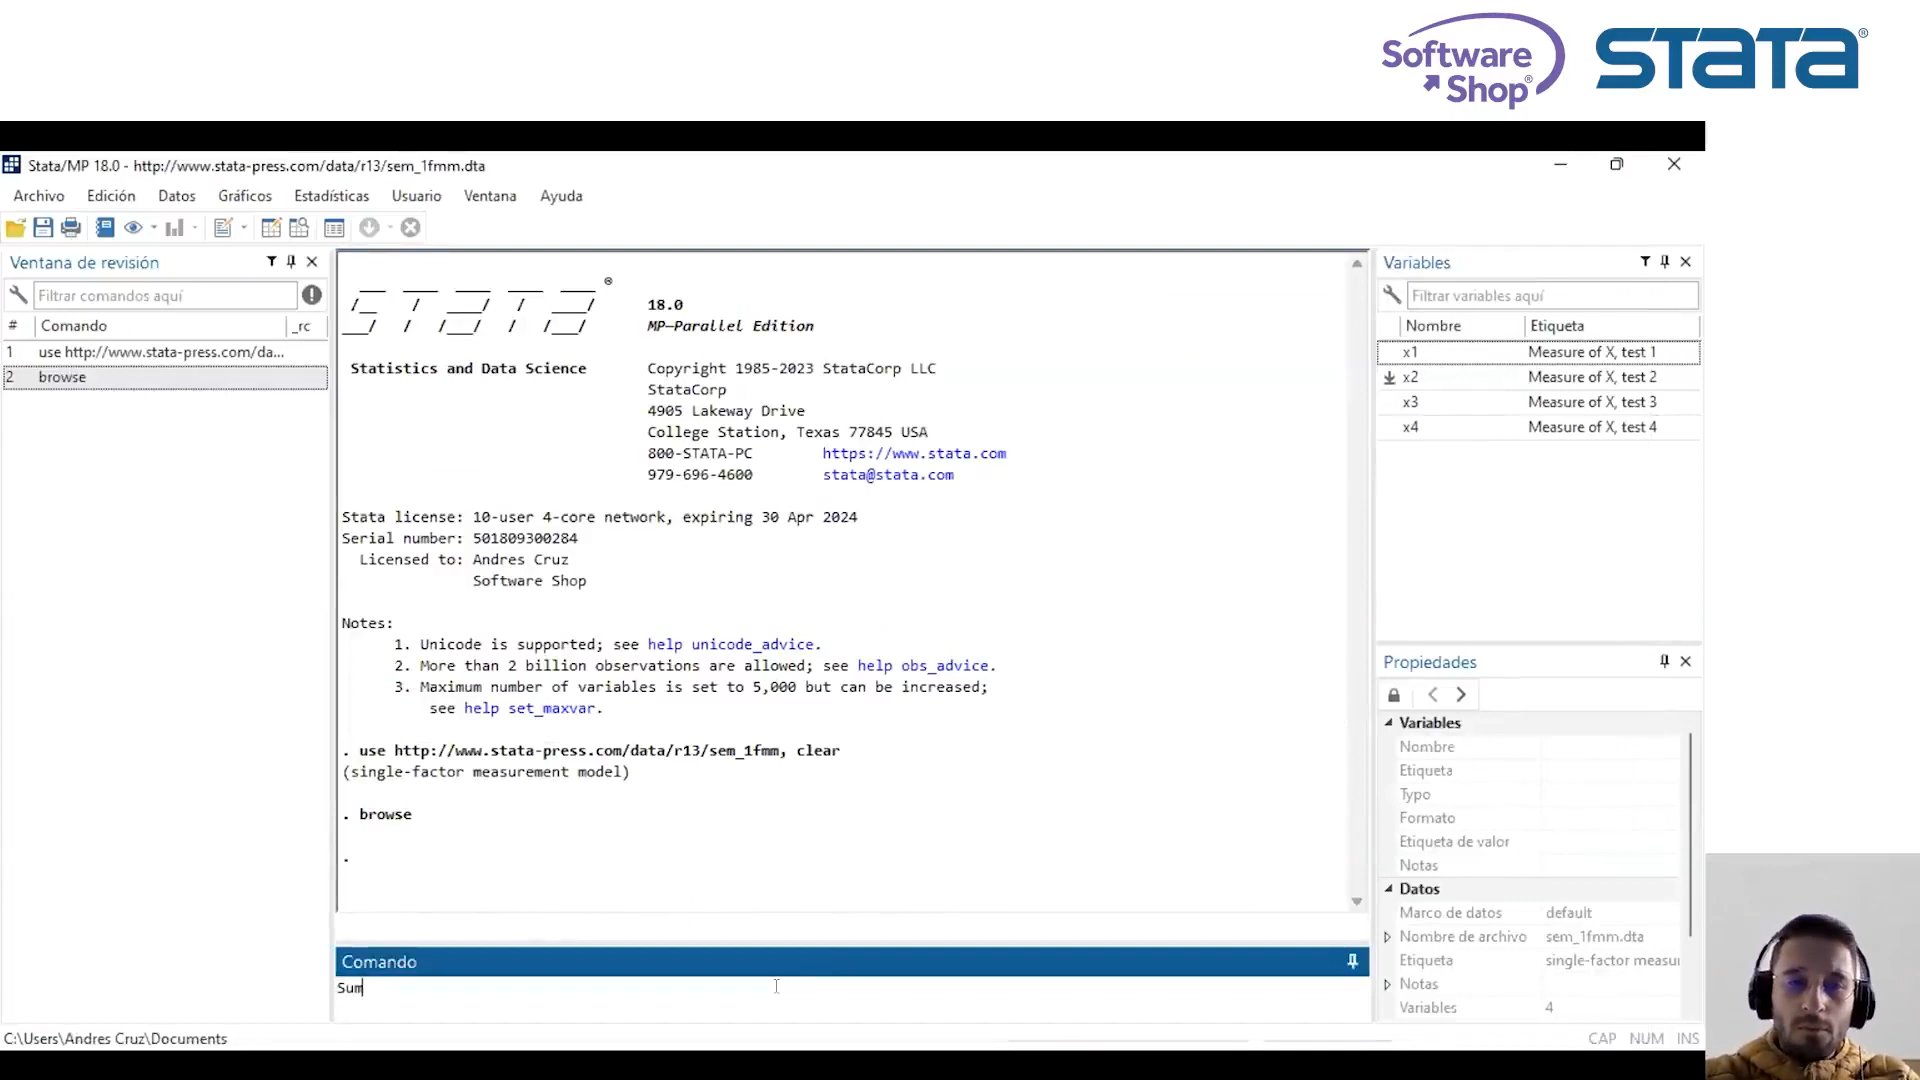 Software
Shop®
STATA®
Stata/MP 18.0 - http://www.stata-press.com/data/r13/sem_1fmm.dta
Archivo Edición Datos Gráficos Estadísticas Usuario Ventana Ayuda
Ventana de revisión
Filtrar comandos aquí
# Comando _rc
1 use http://www.stata-press.com/da...
2 browse
STATA®
18.0
MP—Parallel Edition
Statistics and Data Science
Copyright 1985-2023 StataCorp LLC
StataCorp
4905 Lakeway Drive
College Station, Texas 77845 USA
800-STATA-PC https://www.stata.com
979-696-4600 stata@stata.com
Stata license: 10-user 4-core network, expiring 30 Apr 2024
Serial number: 501809300284
Licensed to: Andres Cruz
Software Shop
Notes:
1. Unicode is supported; see help unicode_advice.
2. More than 2 billion observations are allowed; see help obs_advice.
3. Maximum number of variables is set to 5,000 but can be increased;
see help set_maxvar.
. use http://www.stata-press.com/data/r13/sem_1fmm, clear
(single-factor measurement model)
. browse
.
Comando
Sum
Variables
Filtrar variables aquí
Nombre Etiqueta
x1 Measure of X, test 1
x2 Measure of X, test 2
x3 Measure of X, test 3
x4 Measure of X, test 4
Propiedades
Variables
Nombre
Etiqueta
Typo
Formato
Etiqueta de valor
Notas
Datos
Marco de datos default
Nombre de archivo sem_1fmm.dta
Etiqueta single-factor measu
Notas
Variables 4
C:\Users\Andres Cruz\Documents
CAP NUM INS